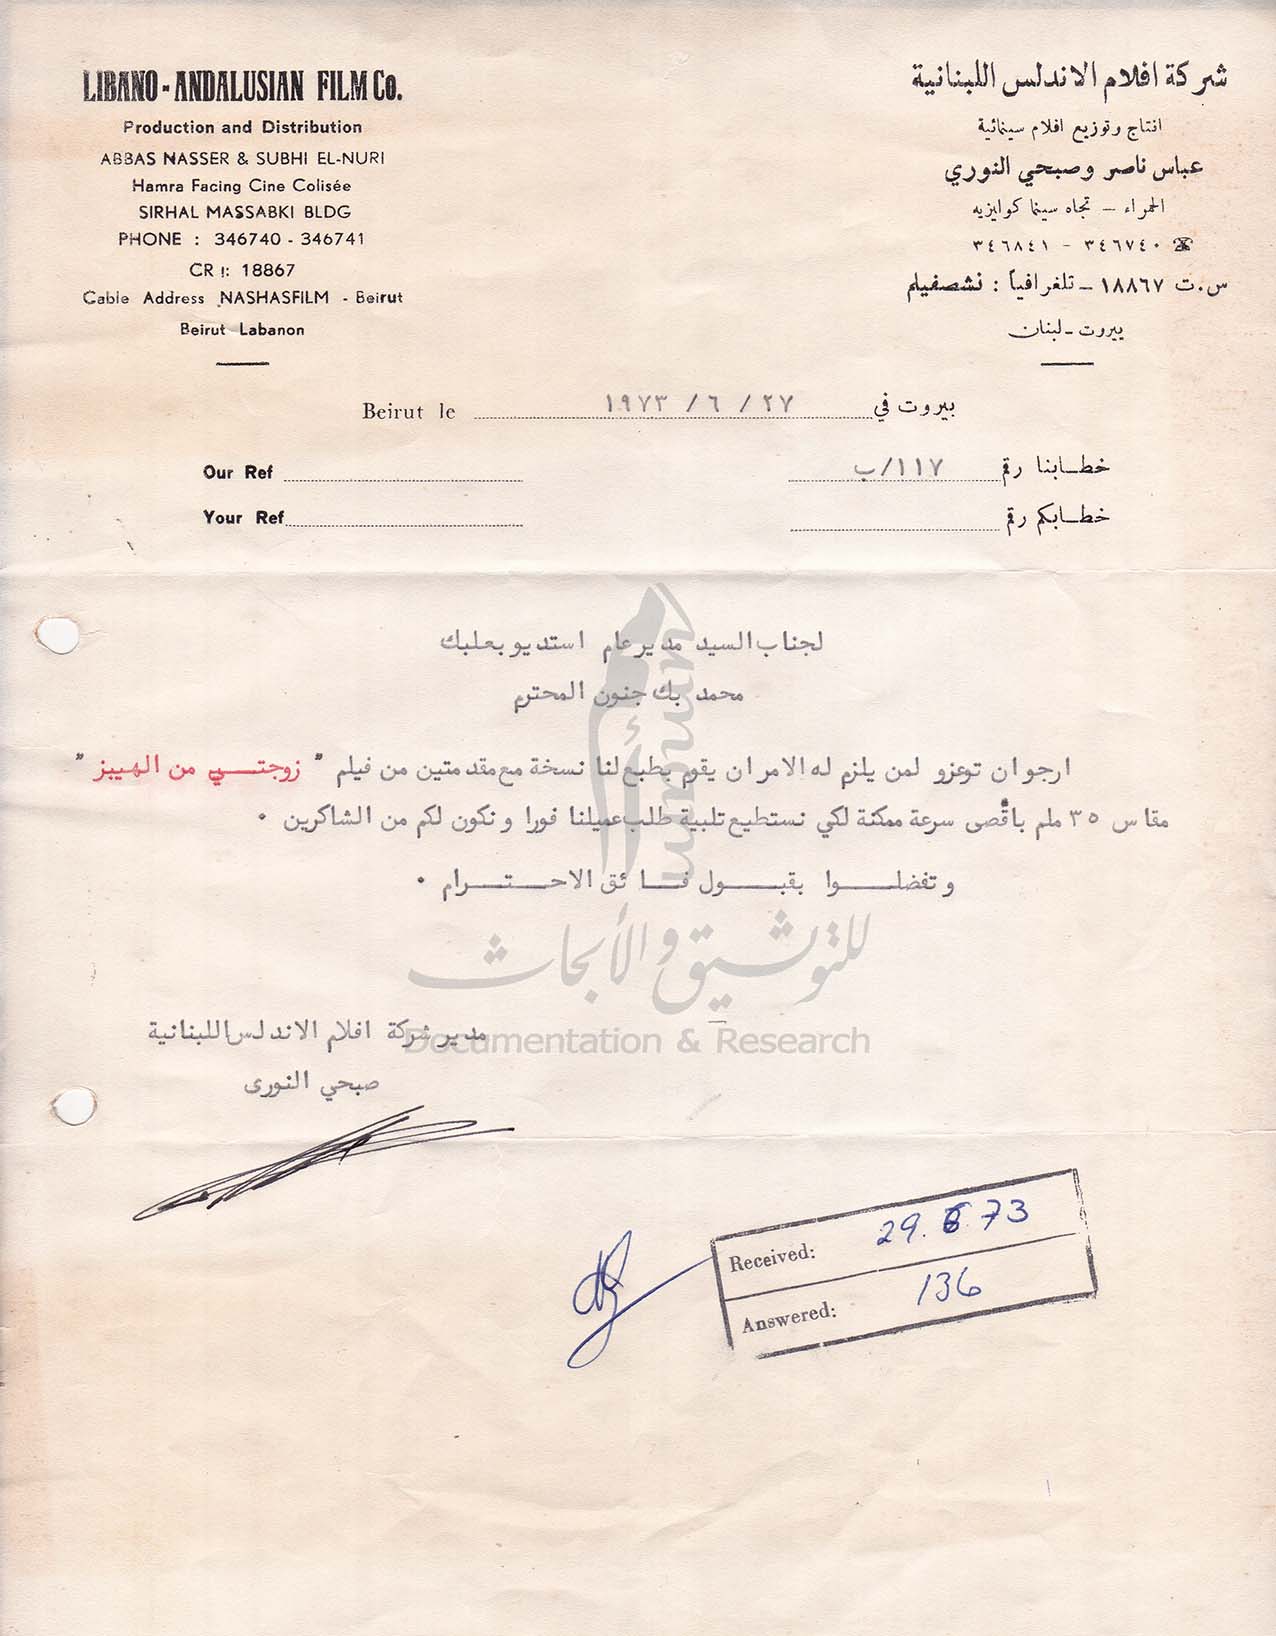 LIBANO - ANDALUSIAN FILM Co.
Production and Distribution
ABBAS NASSER & SUBHI EL-NURI
Hamra Facing Cine Colisée
SIRHAL MASSABKI BLDG
PHONE : 346740 - 346741
CR : 18867
Cable Address NASHASFILM - Beirut
Beirut Labanon
شركة افلام الاندلس اللبنانية
انتاج وتوزيع افلام سينمائية
عباس ناصر وصبحي النوري
الحمراء - تجاه سينما كوليزيه
☎ ٣٤٦٧٤٠ - ٣٤٦٨٤١
س.ت ١٨٨٦٧ - تلغرافياً : نشصفيلم
بيروت - لبنان
Beirut le ٢٧ / ٦ / ١٩٧٣ بيروت في
Our Ref
خطابنا رقم ١١٧/ب
Your Ref
خطابكم رقم
لجناب السيد مدير عام استديو بعلبك
محمد بك جنون المحترم
ارجو ان توعزو لمن يلزم له الامر ان يقوم بطبع لنا نسخة مع مقدمتين من فيلم " زوجتي من الهيبز "
مقاس ٣٥ ملم باقصى سرعة ممكنة لكي نستطيع تلبية طلب عميلنا فورا ونكون لكم من الشاكرين .
وتفضلوا بقبول فائق الاحترام .
أمم
umam
للتوثيق والأبحاث
Documentation & Research
مدير شركة افلام الاندلس اللبنانية
صبحي النورى
Received: 29.6.73
Answered: 136